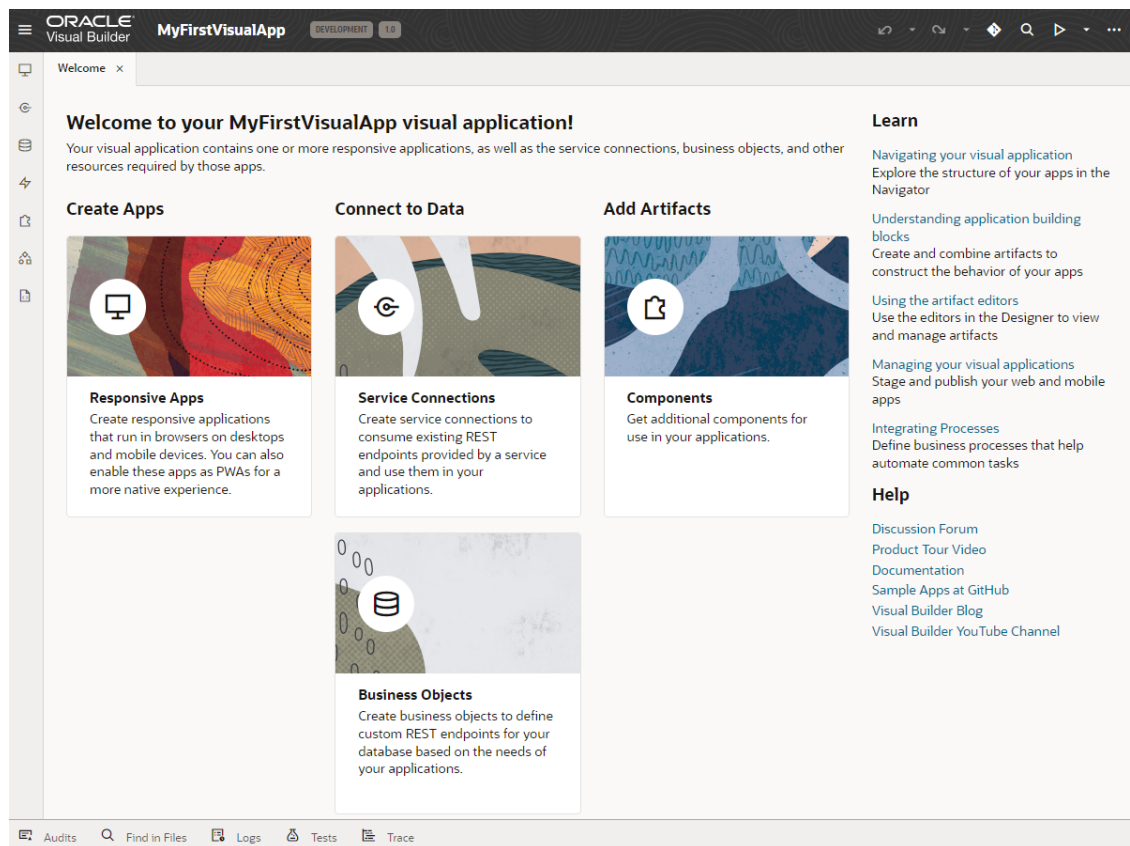 ORACLE
Visual Builder
MyFirstVisualApp
DEVELOPMENT
1.0
Welcome ×
Welcome to your MyFirstVisualApp visual application!
Your visual application contains one or more responsive applications, as well as the service connections, business objects, and other
resources required by those apps.
Create Apps
Responsive Apps
Create responsive applications
that run in browsers on desktops
and mobile devices. You can also
enable these apps as PWAs for a
more native experience.
Connect to Data
Service Connections
Create service connections to
consume existing REST
endpoints provided by a service
and use them in your
applications.
Business Objects
Create business objects to define
custom REST endpoints for your
database based on the needs of
your applications.
Add Artifacts
Components
Get additional components for
use in your applications.
Learn
Navigating your visual application
Explore the structure of your apps in the
Navigator
Understanding application building
blocks
Create and combine artifacts to
construct the behavior of your apps
Using the artifact editors
Use the editors in the Designer to view
and manage artifacts
Managing your visual applications
Stage and publish your web and mobile
apps
Integrating Processes
Define business processes that help
automate common tasks
Help
Discussion Forum
Product Tour Video
Documentation
Sample Apps at GitHub
Visual Builder Blog
Visual Builder YouTube Channel
Audits
Find in Files
Logs
Tests
Trace